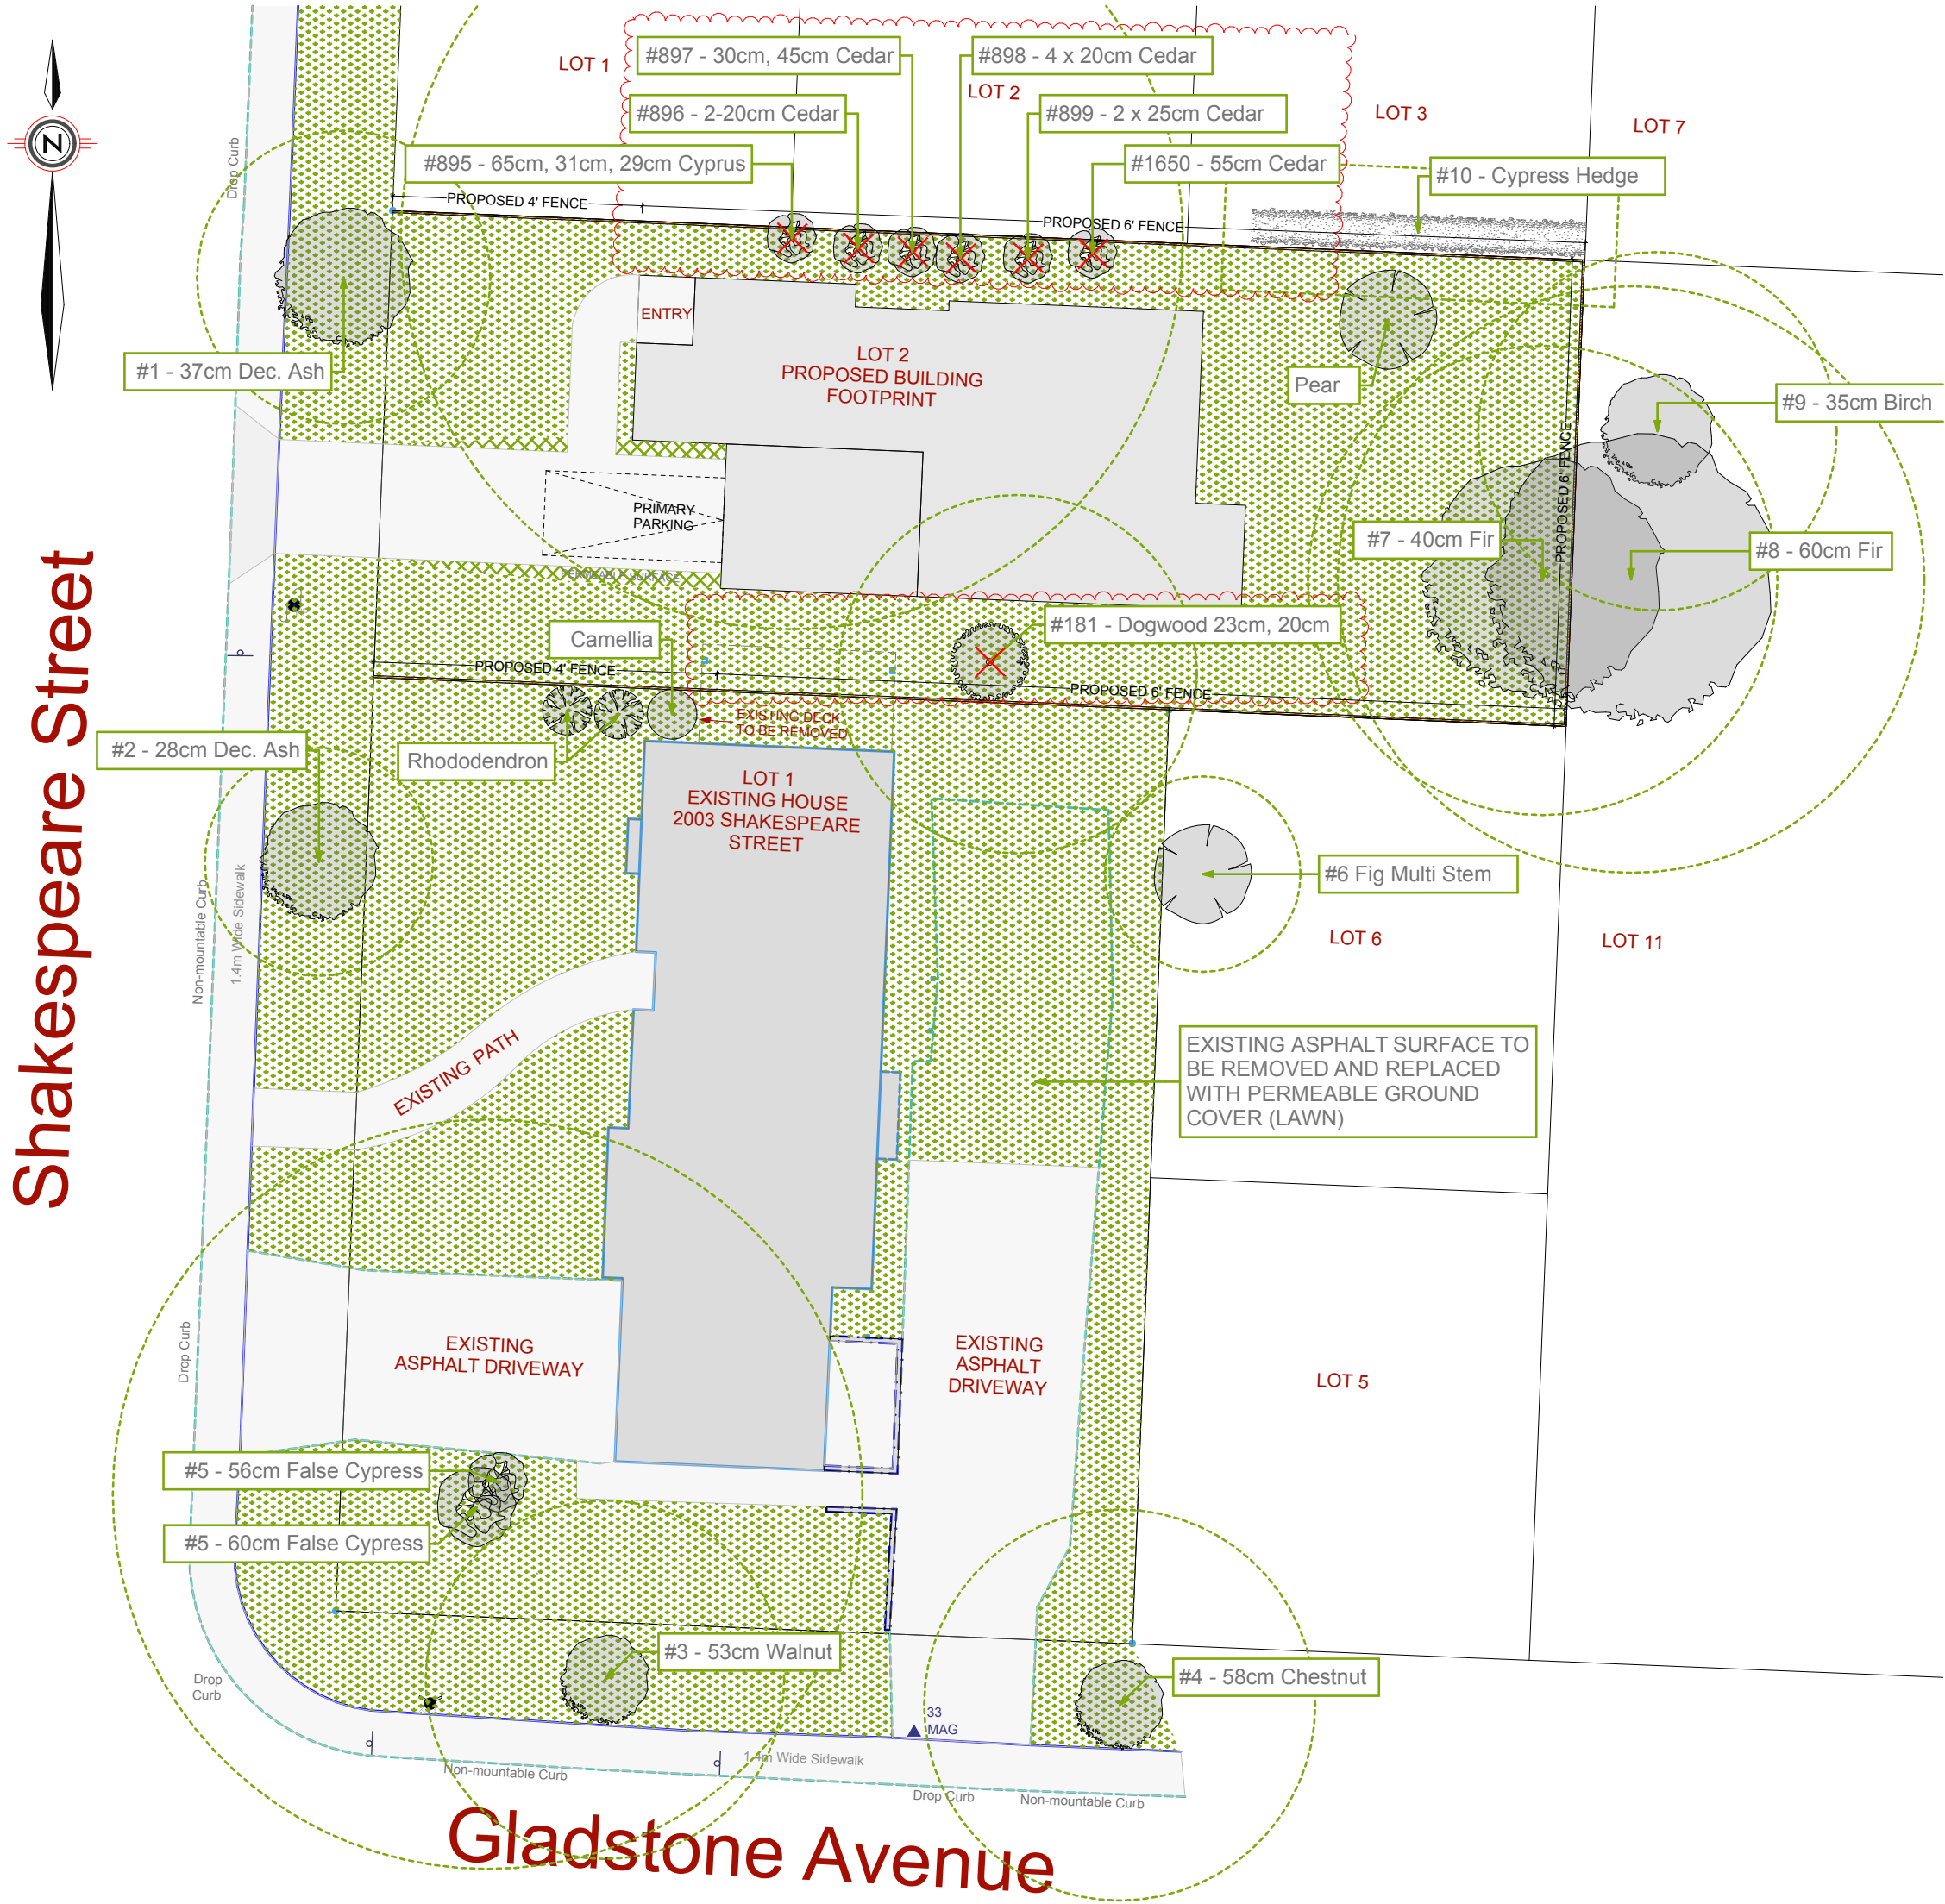 LOT 1
#897 - 30cm, 45cm Cedar
#898 - 4 x 20cm Cedar
LOT 2
#896 - 2-20cm Cedar
#899 - 2 x 25cm Cedar
LOT 3
LOT 7
N
Drop Curb
#895 - 65cm, 31cm, 29cm Cyprus
#1650 - 55cm Cedar
#10 - Cypress Hedge
PROPOSED 4' FENCE
PROPOSED 6' FENCE
ENTRY
#1 - 37cm Dec. Ash
LOT 2
PROPOSED BUILDING
FOOTPRINT
Pear
#9 - 35cm Birch
PROPOSED 6' FENCE
PRIMARY
PARKING
#7 - 40cm Fir
#8 - 60cm Fir
PERMEABLE SURFACE
Camellia
#181 - Dogwood 23cm, 20cm
PROPOSED 4' FENCE
PROPOSED 6' FENCE
EXISTING DECK
TO BE REMOVED
#2 - 28cm Dec. Ash
Rhododendron
LOT 1
EXISTING HOUSE
2003 SHAKESPEARE
STREET
Shakespeare Street
#6 Fig Multi Stem
Non-mountable Curb
1.4m Wide Sidewalk
LOT 6
LOT 11
EXISTING PATH
EXISTING ASPHALT SURFACE TO
BE REMOVED AND REPLACED
WITH PERMEABLE GROUND
COVER (LAWN)
Drop Curb
EXISTING
ASPHALT DRIVEWAY
EXISTING
ASPHALT
DRIVEWAY
LOT 5
#5 - 56cm False Cypress
#5 - 60cm False Cypress
#3 - 53cm Walnut
#4 - 58cm Chestnut
Drop
Curb
33
MAG
1.4m Wide Sidewalk
Non-mountable Curb
Drop Curb
Non-mountable Curb
Gladstone Avenue